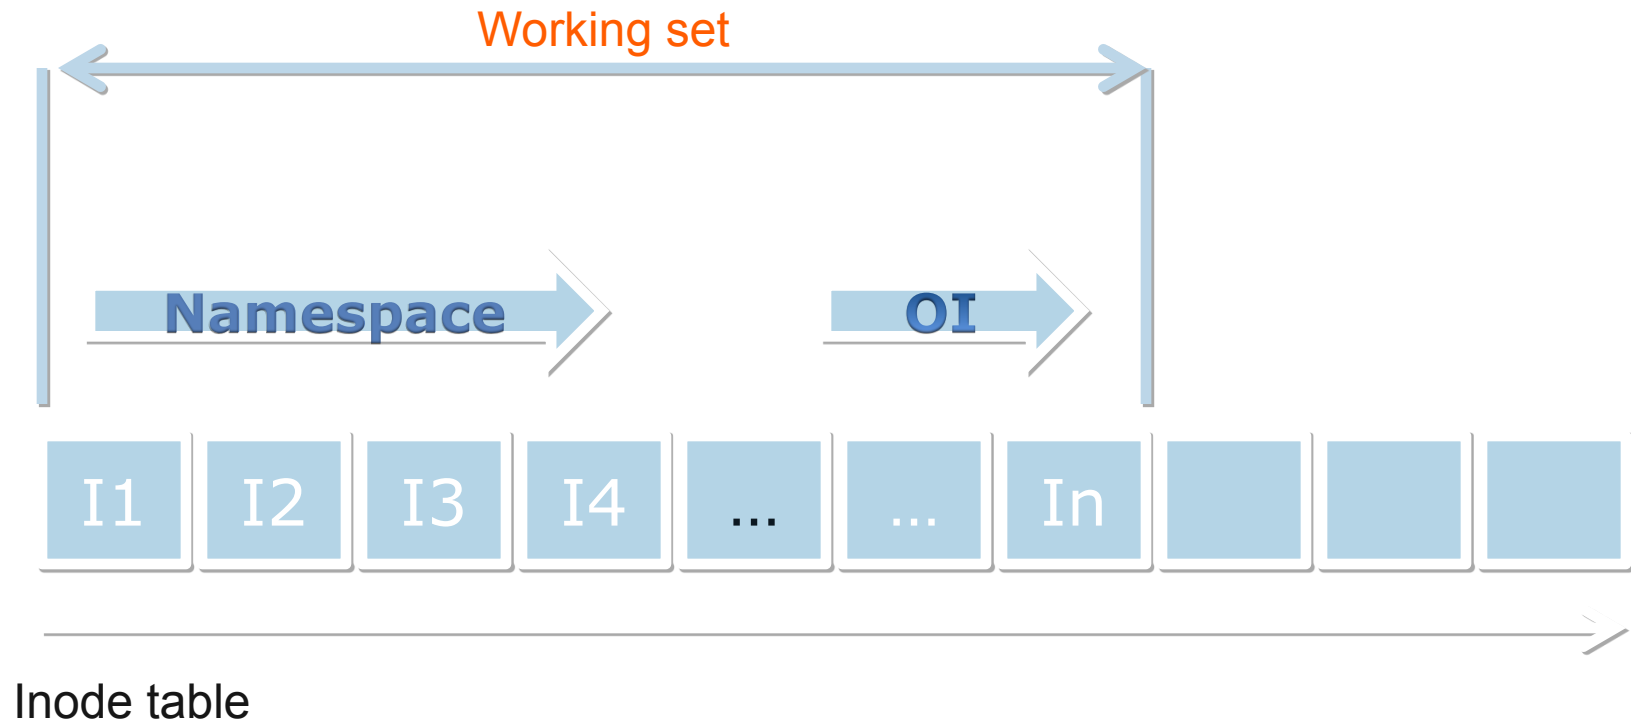 Working set
Namespace OI
I1 I2 I3 I4 ... ... In
Inode table